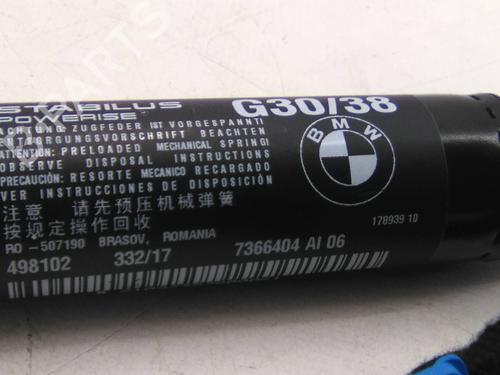 STABILUS
POWERISE
G30/38
ACHTUNG ZUGFEDER IST VORGESPANNT!
ENTSORGUNGSVORSCHRIFT BEACHTEN
ATTENTION: PRELOADED MECHANICAL SPRING!
OBSERVE DISPOSAL INSTRUCTIONS
PRECAUCIÓN: RESORTE MECANICO RECARGADO
VER INSTRUCCIONES DE DISPOSICIÓN
注意 请先预压机械弹簧
按规定操作回收
BMW
178939 10
RO - 507190 BRASOV, ROMANIA
498102 332/17 7366404 AI 06